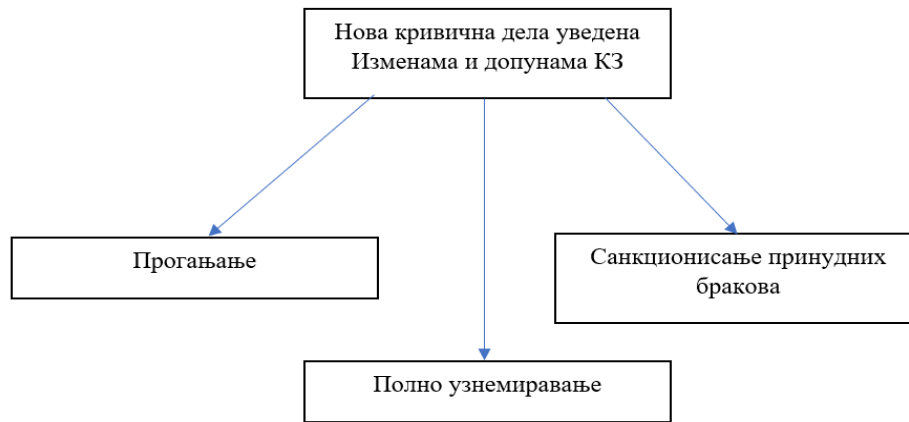 Нова кривична дела уведена
Изменама и допунама КЗ
Прогањање
Санкционисање принудних
бракова
Полно узнемиравање